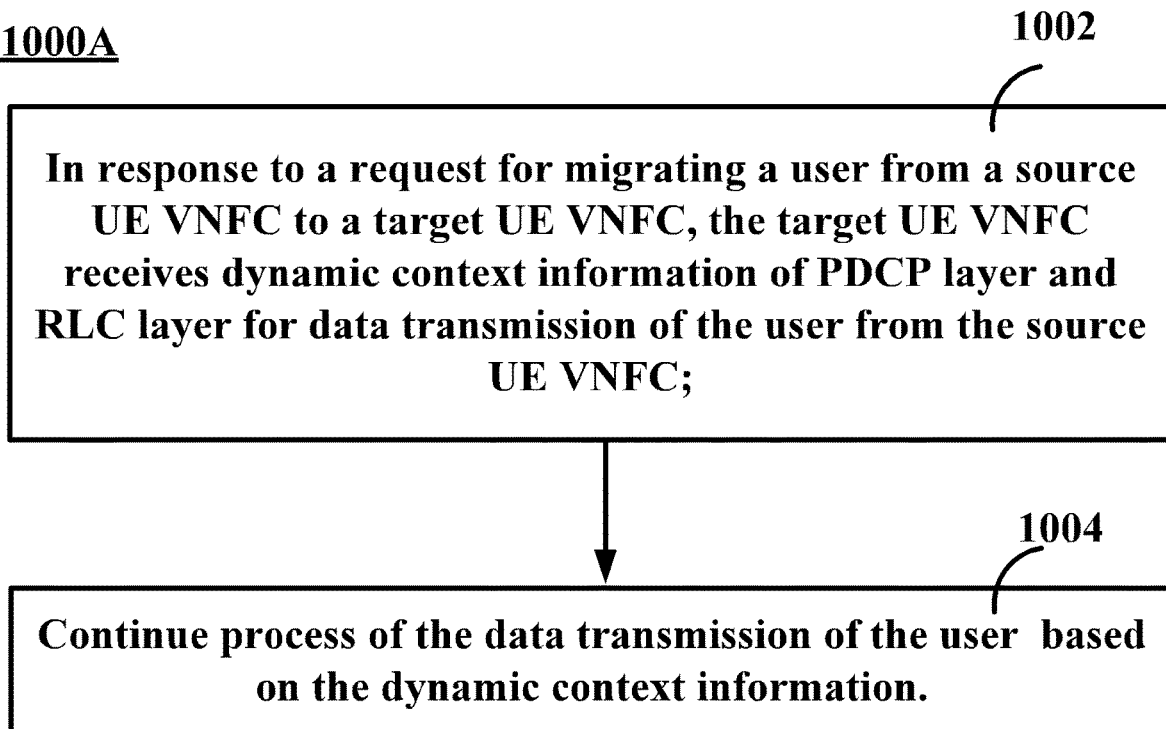 1000A
1002
In response to a request for migrating a user from a source
UE VNFC to a target UE VNFC, the target UE VNFC
receives dynamic context information of PDCP layer and
RLC layer for data transmission of the user from the source
UE VNFC;
1004
Continue process of the data transmission of the user based
on the dynamic context information.